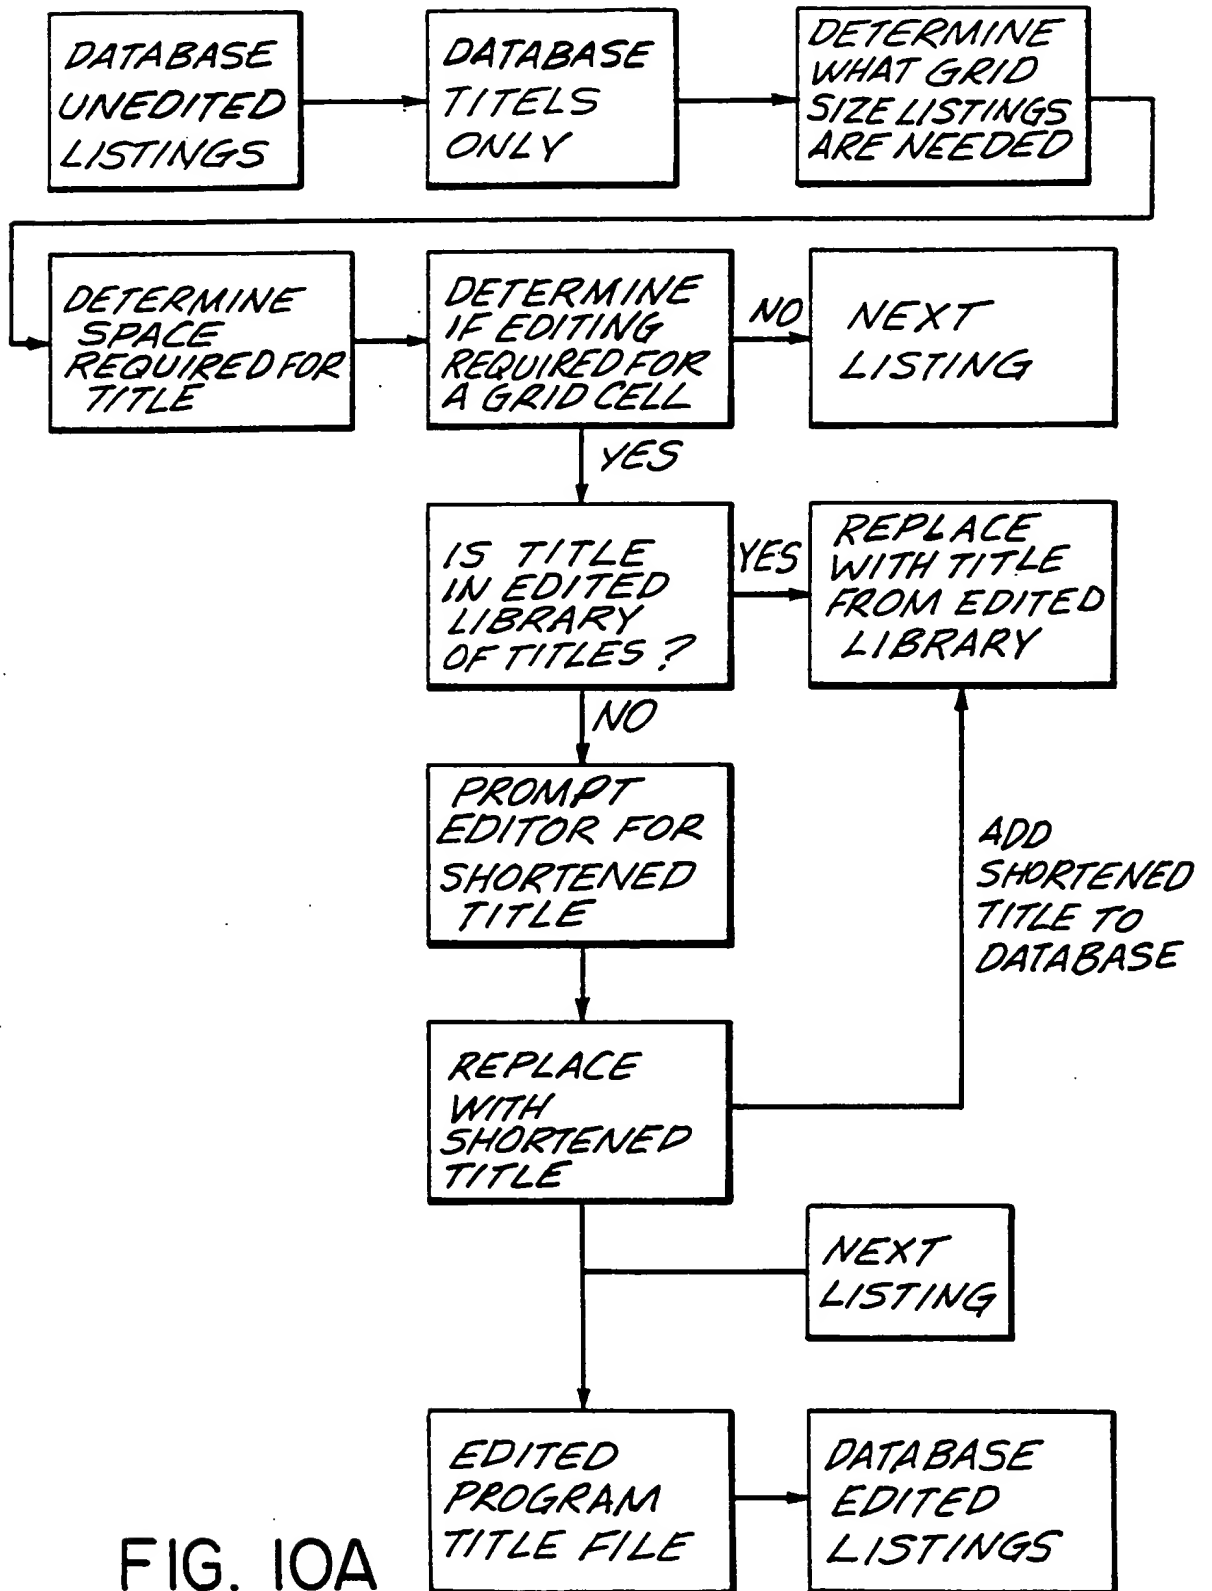 DATABASE
UNEDITED
LISTINGS
DATABASE
TITELS
ONLY
DETERMINE
WHAT GRID
SIZE LISTINGS
ARE NEEDED
DETERMINE
SPACE
REQUIRED FOR
TITLE
DETERMINE
IF EDITING
REQUIRED FOR
A GRID CELL
NO
NEXT
LISTING
YES
IS TITLE
IN EDITED
LIBRARY
OF TITLES?
YES
REPLACE
WITH TITLE
FROM EDITED
LIBRARY
NO
PROMPT
EDITOR FOR
SHORTENED
TITLE
ADD
SHORTENED
TITLE TO
DATABASE
REPLACE
WITH
SHORTENED
TITLE
NEXT
LISTING
EDITED
PROGRAM
TITLE FILE
DATABASE
EDITED
LISTINGS
FIG. 10A